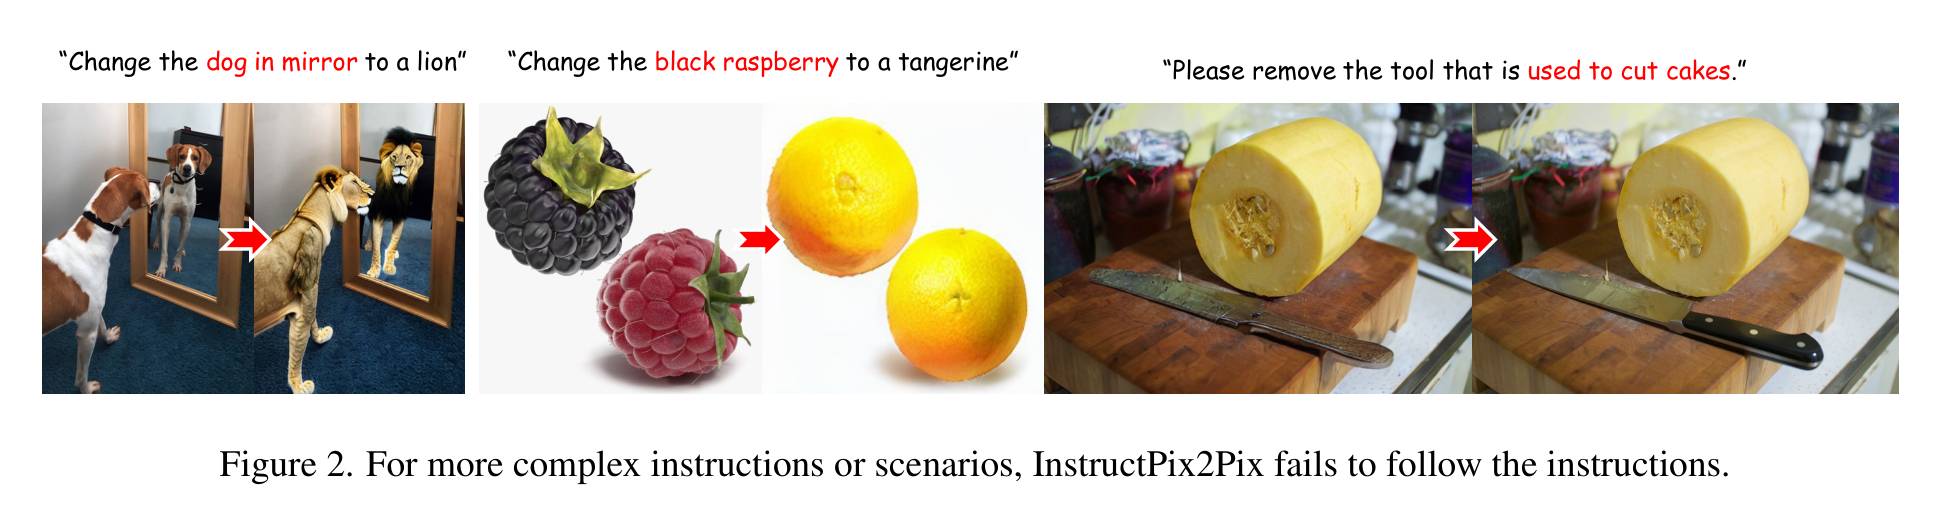 “Change the dog in mirror to a lion”
“Change the black raspberry to a tangerine”
“Please remove the tool that is used to cut cakes.”
Figure 2. For more complex instructions or scenarios, InstructPix2Pix fails to follow the instructions.